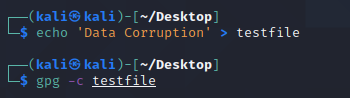 ┌──(kali㉿kali)-[~/Desktop]
└─$ echo 'Data Corruption' > testfile
┌──(kali㉿kali)-[~/Desktop]
└─$ gpg -c testfile